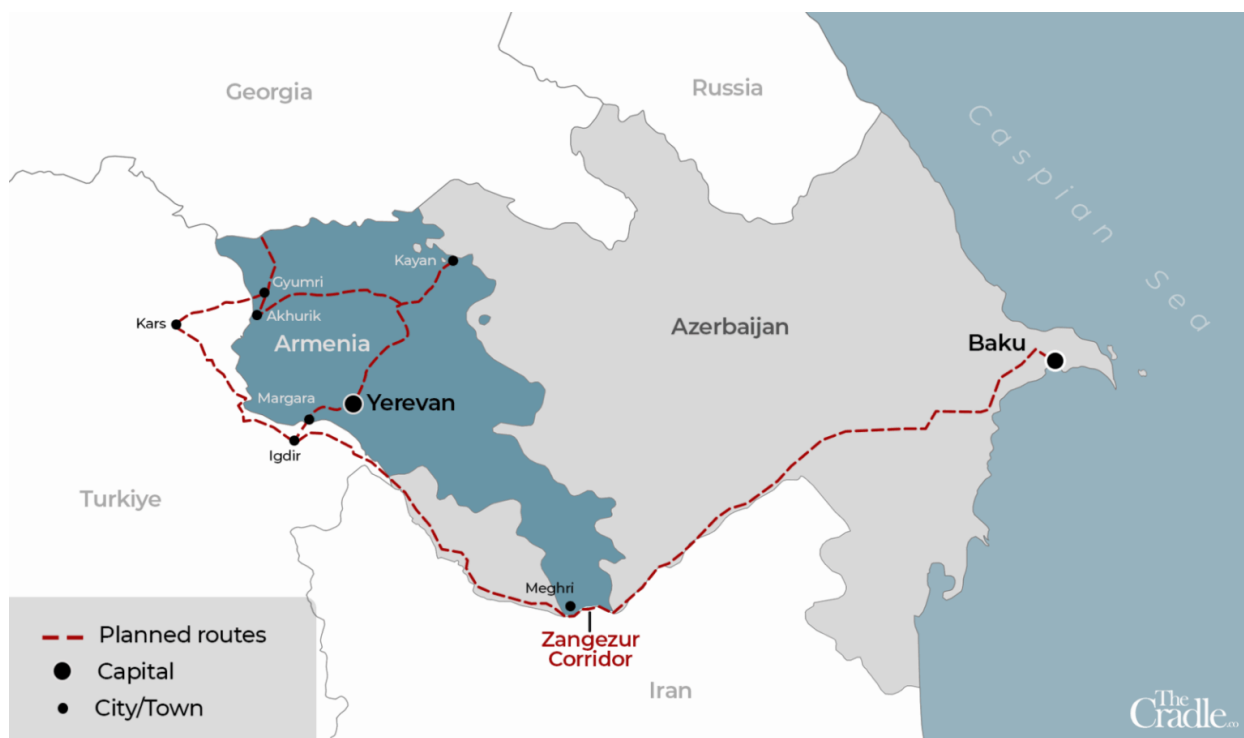 Georgia
Russia
Caspian Sea
Kayan
Gyumri
Kars
Akhurik
Azerbaijan
Armenia
Baku
Margara
Yerevan
Igdir
Turkiye
Meghri
Zangezur
Corridor
Iran
Planned routes
Capital
City/Town
The
Cradle.co